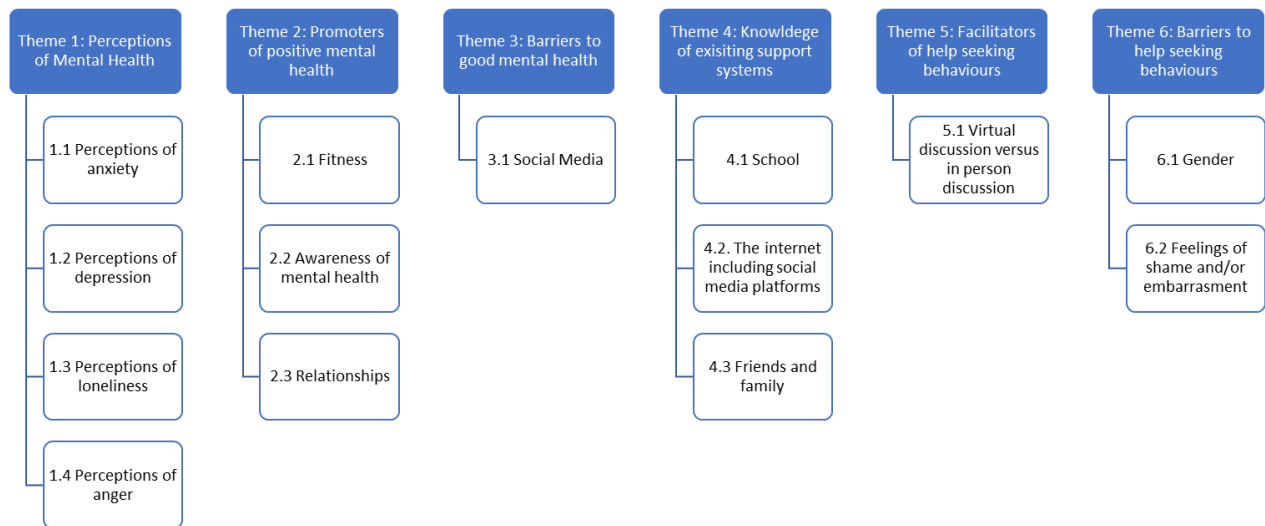 Theme 1: Perceptions
of Mental Health
1.1 Perceptions of
anxiety
1.2 Perceptions of
depression
1.3 Perceptions of
loneliness
1.4 Perceptions of
anger
Theme 2: Promoters
of positive mental
health
2.1 Fitness
2.2 Awareness of
mental health
2.3 Relationships
Theme 3: Barriers to
good mental health
3.1 Social Media
Theme 4: Knowldege
of exisiting support
systems
4.1 School
4.2. The internet
including social
media platforms
4.3 Friends and
family
Theme 5: Facilitators
of help seeking
behaviours
5.1 Virtual
discussion versus
in person
discussion
Theme 6: Barriers to
help seeking
behaviours
6.1 Gender
6.2 Feelings of
shame and/or
embarrasment